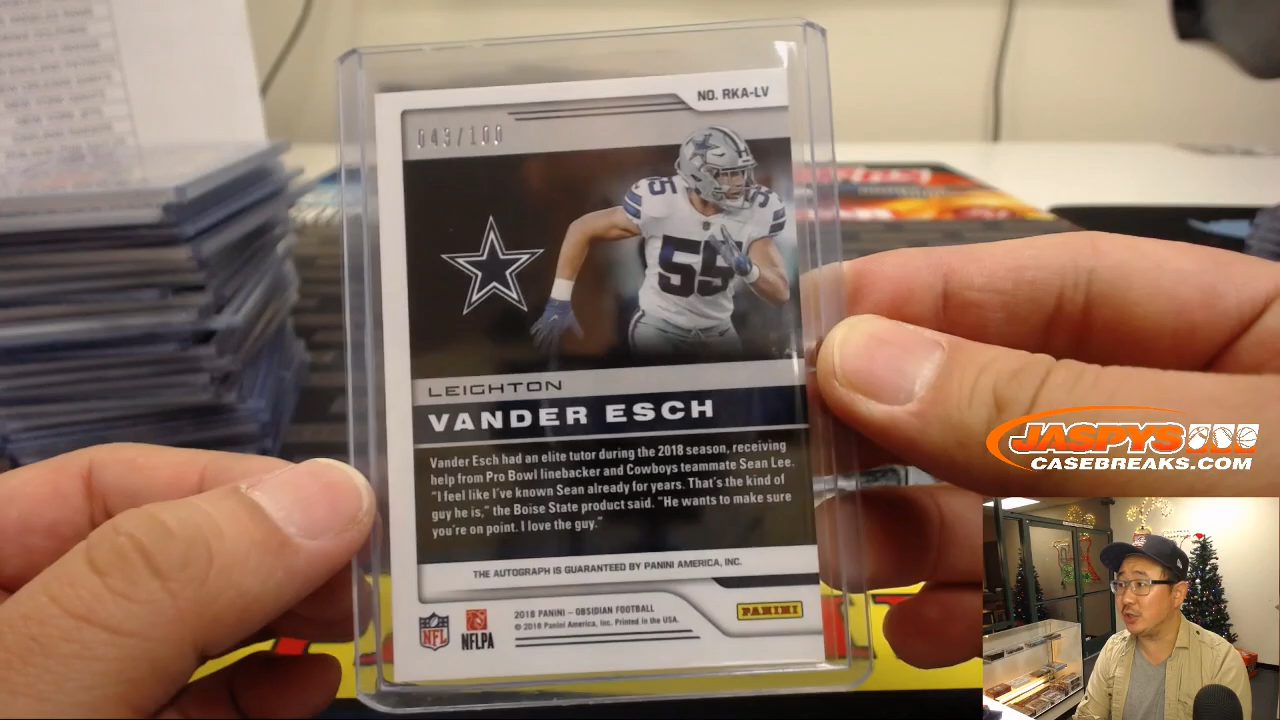 NO. RKA-LV
043/100
55
55
LEIGHTON
VANDER ESCH
Vander Esch had an elite tutor during the 2018 season, receiving
help from Pro Bowl linebacker and Cowboys teammate Sean Lee.
"I feel like I've known Sean already for years. That's the kind of
guy he is," the Boise State product said. "He wants to make sure
you're on point. I love the guy."
THE AUTOGRAPH IS GUARANTEED BY PANINI AMERICA, INC.
NFL
NFLPA
2018 PANINI – OBSIDIAN FOOTBALL
© 2018 Panini America, Inc. Printed in the USA.
PANINI
JASPYS
CASEBREAKS.COM